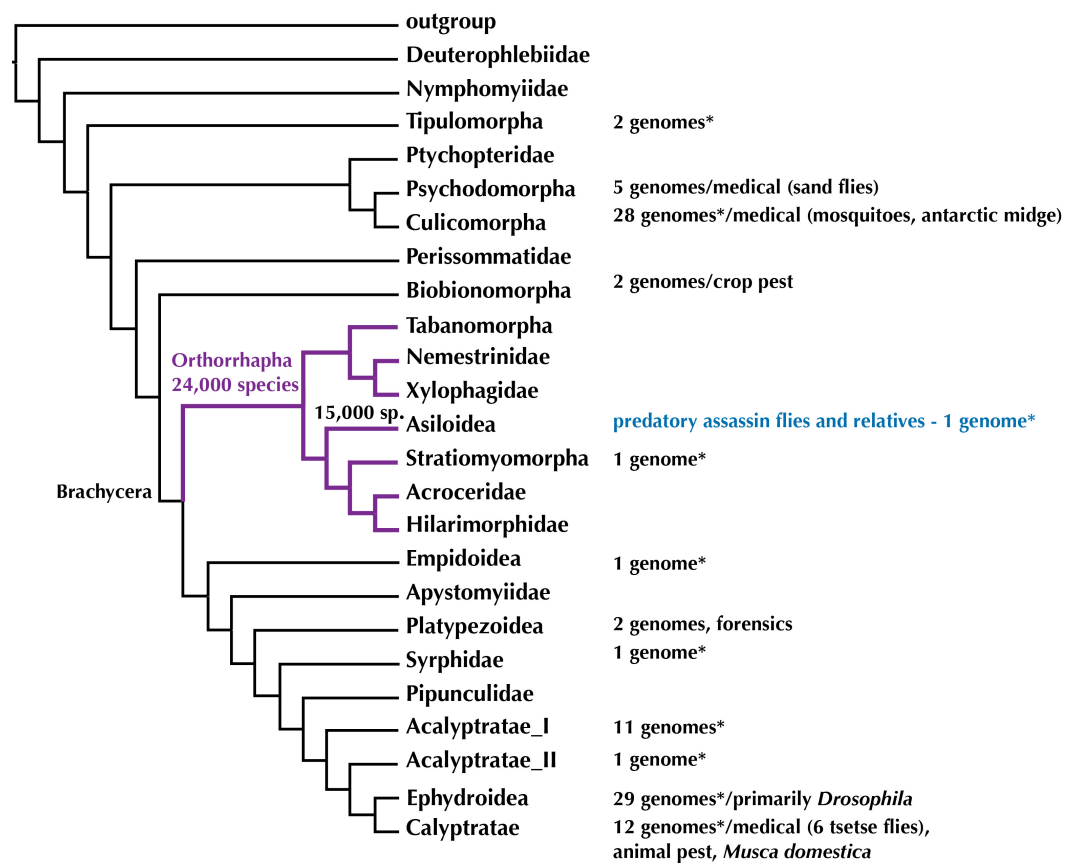 outgroup
Deuterophlebiidae
Nymphomyiidae
Tipulomorpha 2 genomes*
Ptychopteridae
Psychodomorpha 5 genomes/medical (sand flies)
Culicomorpha 28 genomes*/medical (mosquitoes, antarctic midge)
Perissommatidae
Biobionomorpha 2 genomes/crop pest
Tabanomorpha
Orthorrhapha
24,000 species
Nemestrinidae
Xylophagidae
15,000 sp.
Asiloidea predatory assassin flies and relatives - 1 genome*
Stratiomyomorpha 1 genome*
Brachycera
Acroceridae
Hilarimorphidae
Empidoidea 1 genome*
Apystomyiidae
Platypezoidea 2 genomes, forensics
Syrphidae 1 genome*
Pipunculidae
Acalyptratae_I 11 genomes*
Acalyptratae_II 1 genome*
Ephydroidea 29 genomes*/primarily Drosophila
Calyptratae 12 genomes*/medical (6 tsetse flies),
animal pest, Musca domestica